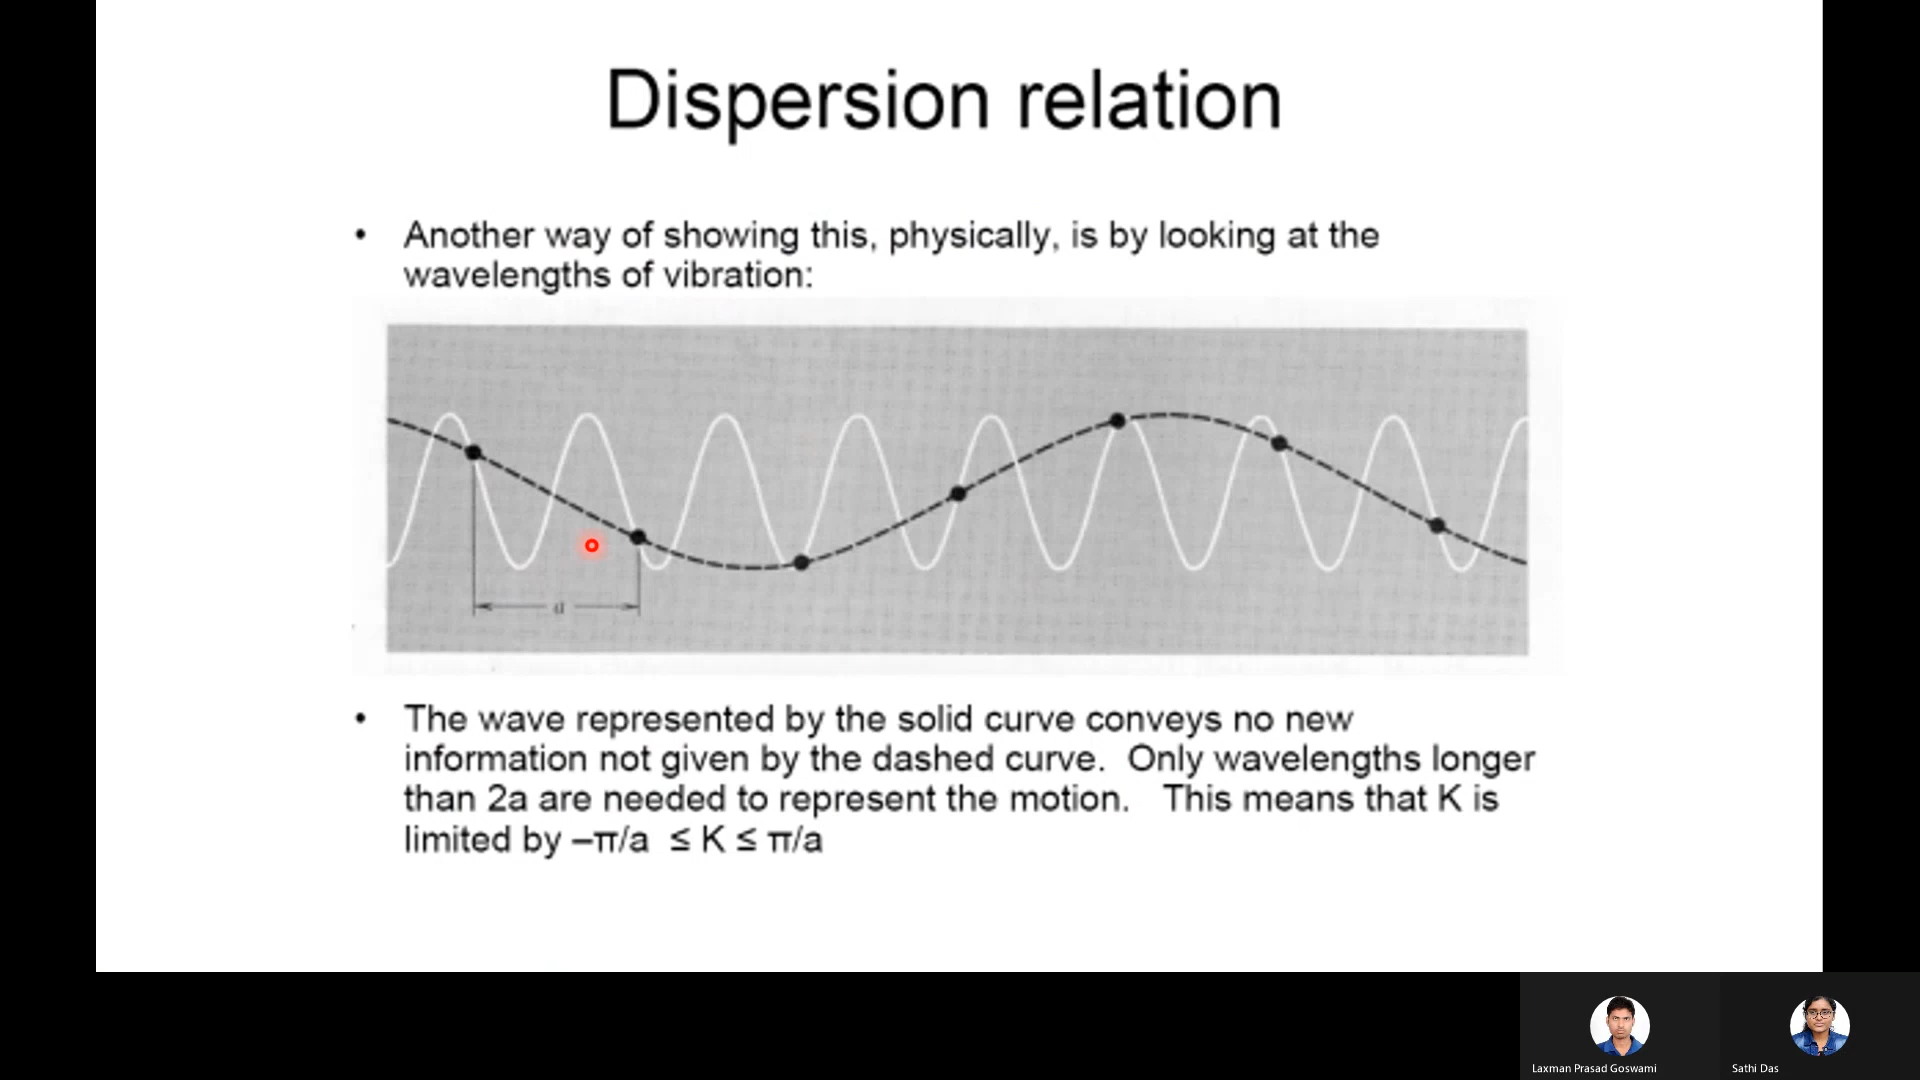 Dispersion relation
• Another way of showing this, physically, is by looking at the
wavelengths of vibration:
a
• The wave represented by the solid curve conveys no new
information not given by the dashed curve. Only wavelengths longer
than 2a are needed to represent the motion. This means that K is
limited by –π/a ≤ K ≤ π/a
Laxman Prasad Goswami
Sathi Das